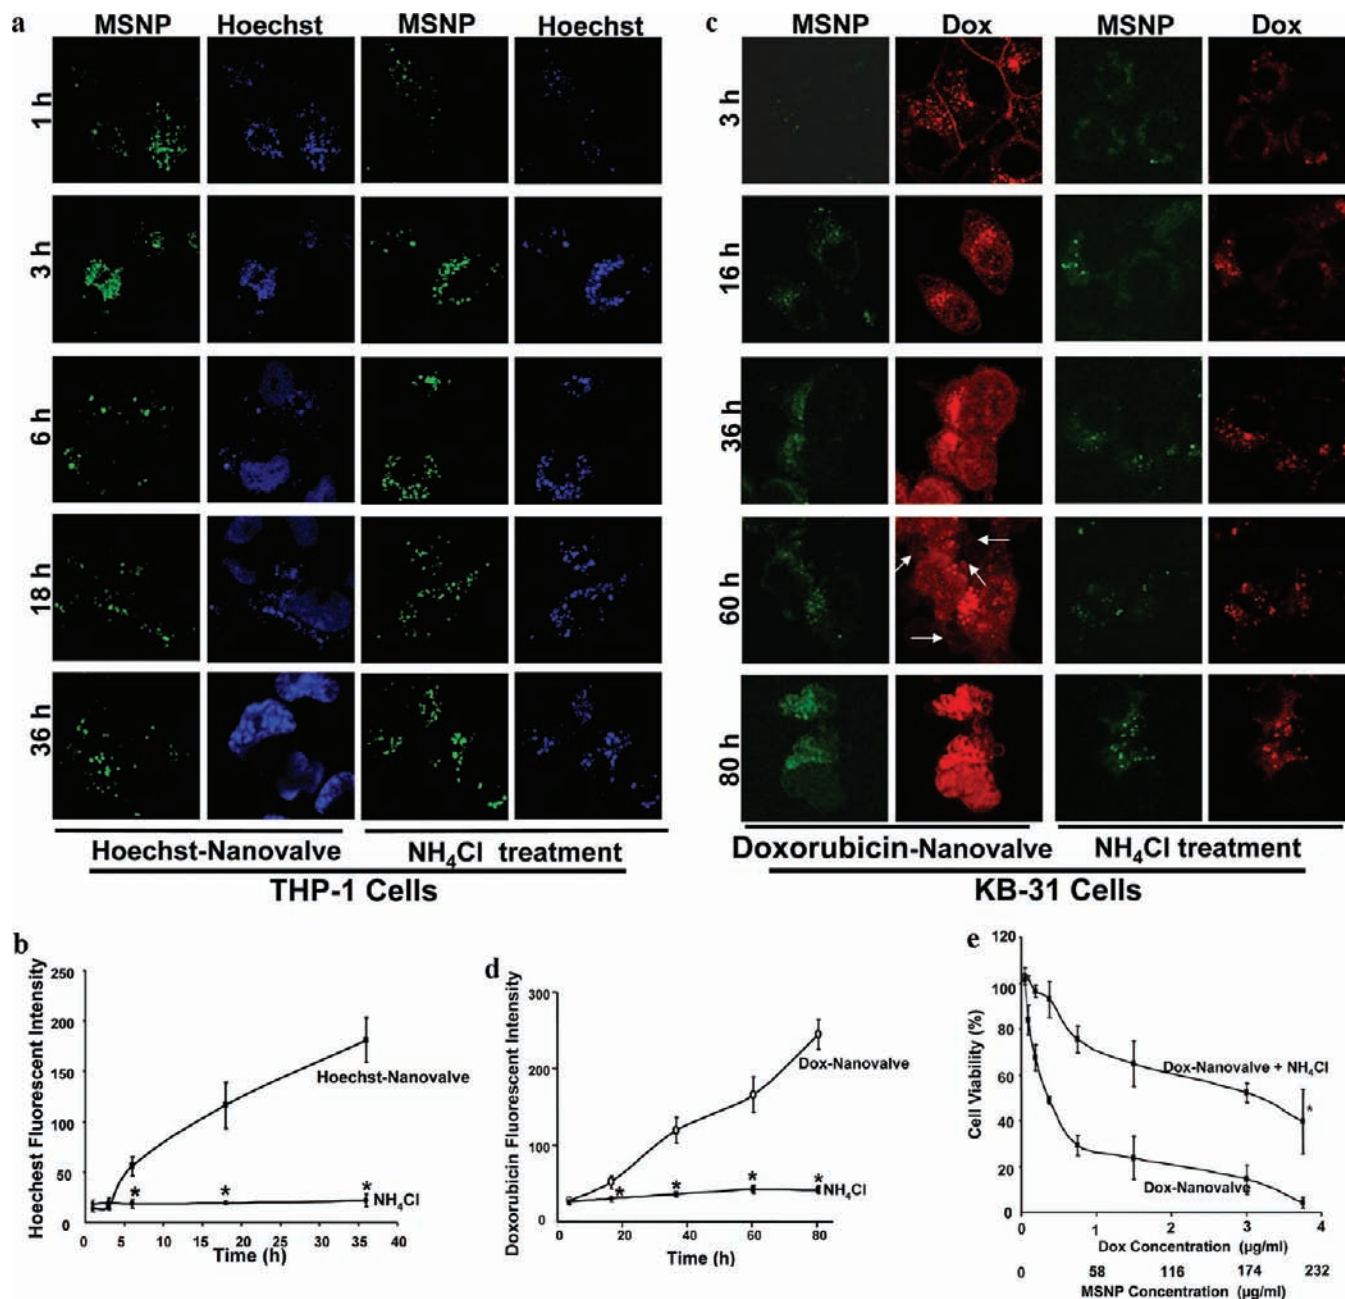 a MSNP Hoechst MSNP Hoechst
1 h
3 h
6 h
18 h
36 h
Hoechst-Nanovalve NH₄Cl treatment
THP-1 Cells
c MSNP Dox MSNP Dox
3 h
16 h
36 h
60 h
80 h
Doxorubicin-Nanovalve NH₄Cl treatment
KB-31 Cells
b
Hoechest Fluorescent Intensity
250
200
150
100
50
0
Hoechst-Nanovalve
* * *
NH₄Cl
0 5 10 15 20 25 30 35 40
Time (h)
d
Doxorubicin Fluorescent Intensity
300
200
100
0
Dox-Nanovalve
* * * *
NH₄Cl
0 20 40 60 80
Time (h)
e
Cell Viability (%)
120
100
80
60
40
20
0
Dox-Nanovalve + NH₄Cl
*
Dox-Nanovalve
0 1 2 3 4
Dox Concentration (µg/ml)
0 58 116 174 232
MSNP Concentration (µg/ml)